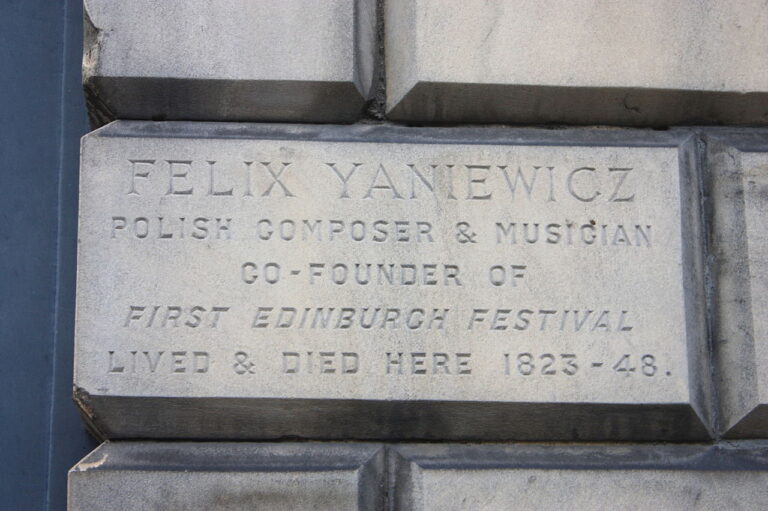 FELIX YANIEWICZ
POLISH COMPOSER & MUSICIAN
CO-FOUNDER OF
FIRST EDINBURGH FESTIVAL
LIVED & DIED HERE 1823-48.